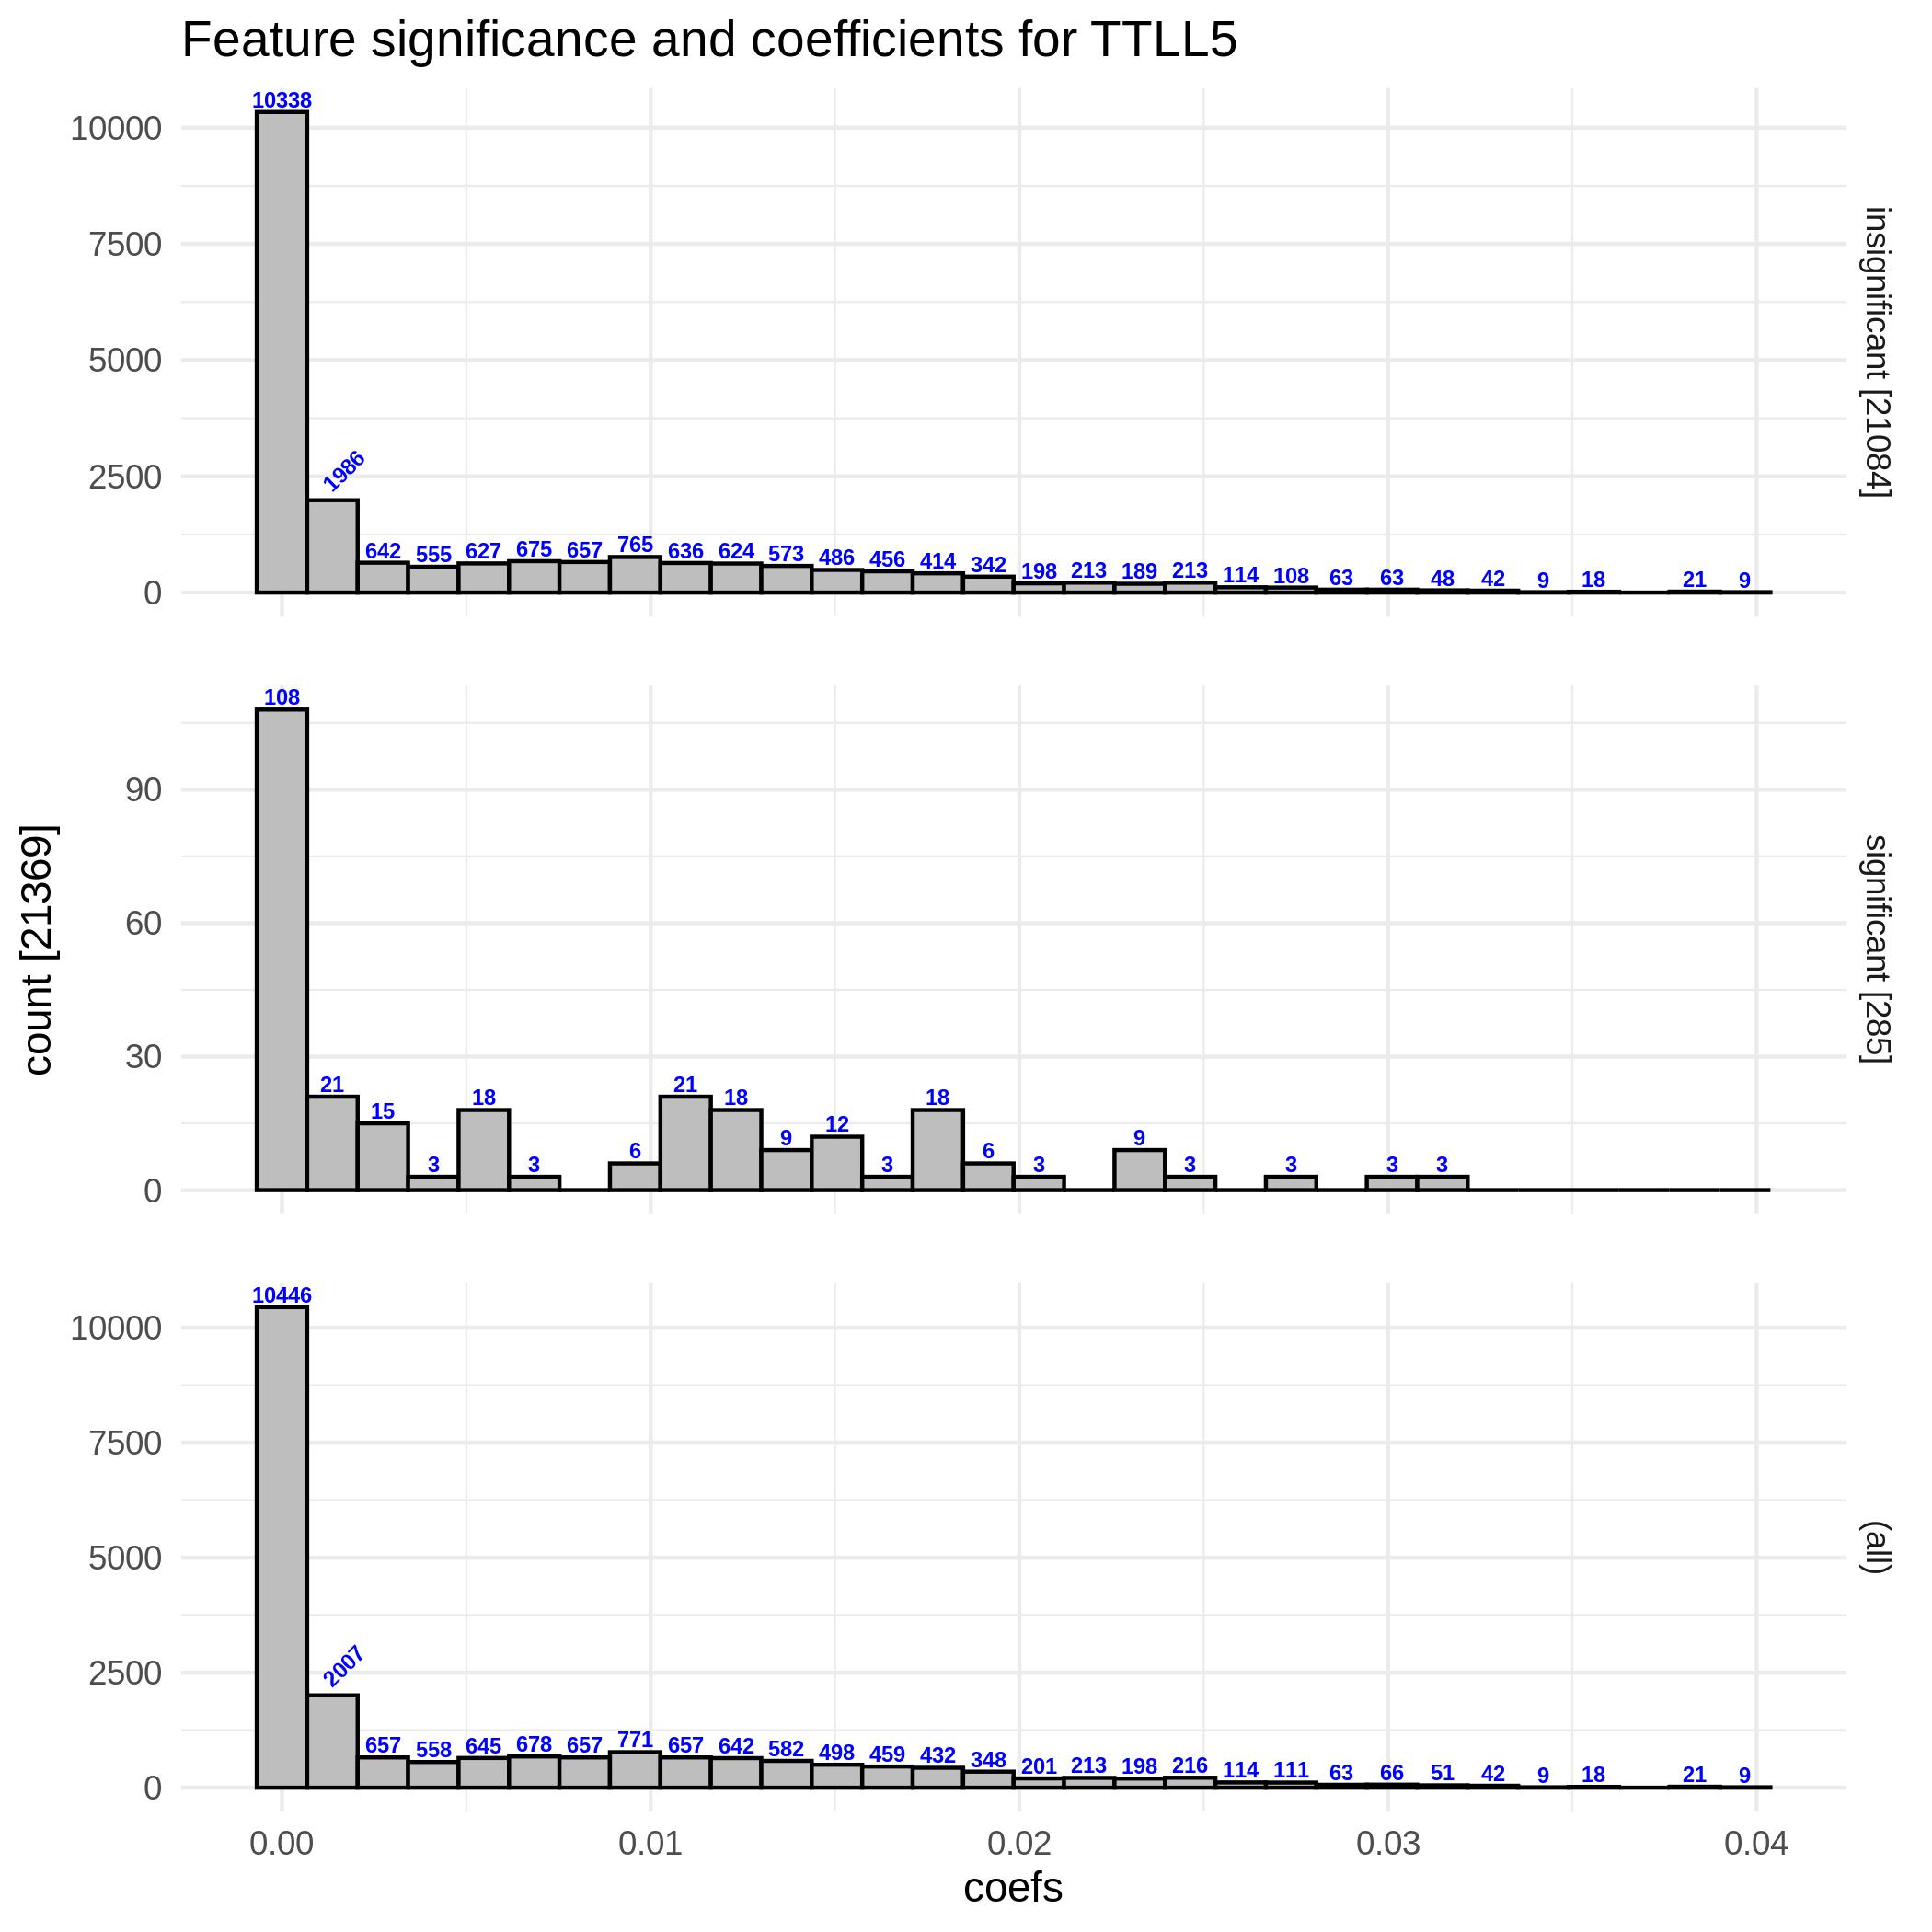 Feature significance and coefficients for TTLL5
count [21369]
10000
7500
5000
2500
0
10338
1986
642 555 627 675 657 765 636 624 573 486 456 414 342 198 213 189 213 114 108 63 63 48 42 9 18 21 9
insignificant [21084]
90
60
30
0
108
21 15 3 18 3 6 21 18 9 12 3 18 6 3 9 3 3 3 3
significant [285]
10000
7500
5000
2500
0
10446
2007
657 558 645 678 657 771 657 642 582 498 459 432 348 201 213 198 216 114 111 63 66 51 42 9 18 21 9
(all)
0.00 0.01 0.02 0.03 0.04
coefs